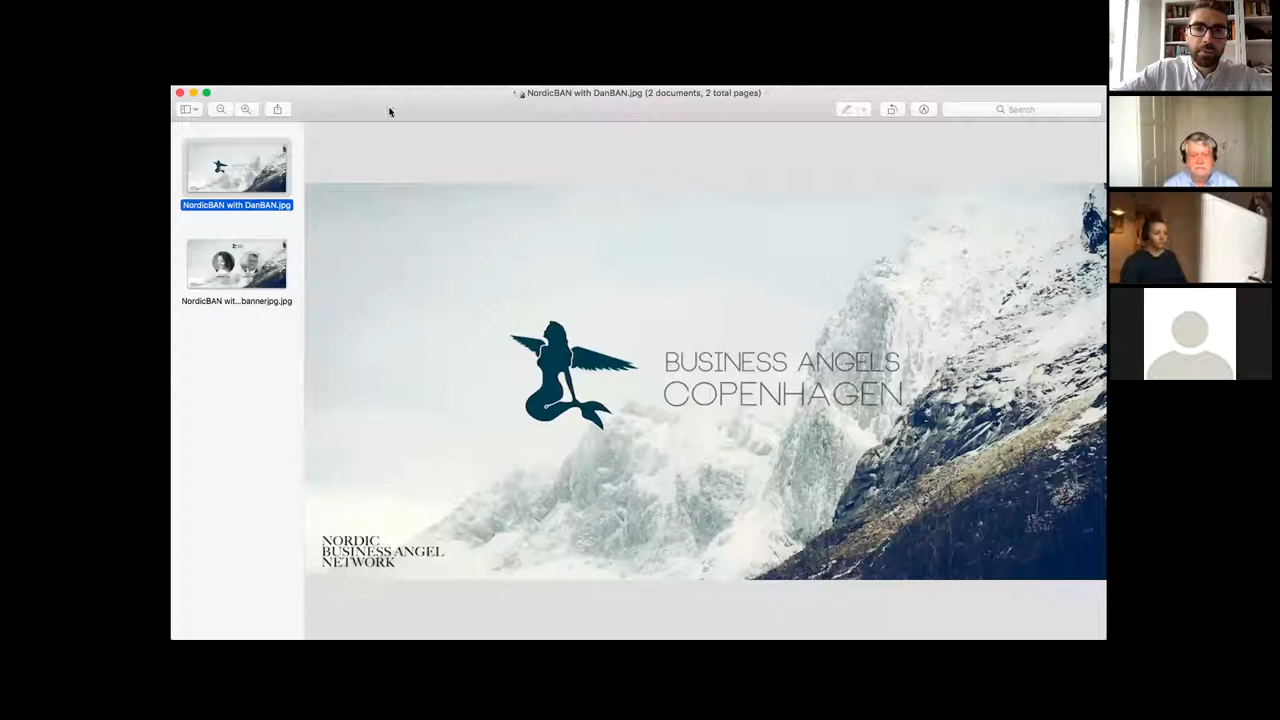 NordicBAN with DanBAN.jpg (2 documents, 2 total pages)
Search
NordicBAN with DanBAN.jpg
NordicBAN wit...bannerjpg.jpg
BUSINESS ANGELS
COPENHAGEN
NORDIC
BUSINESS ANGEL
NETWORK